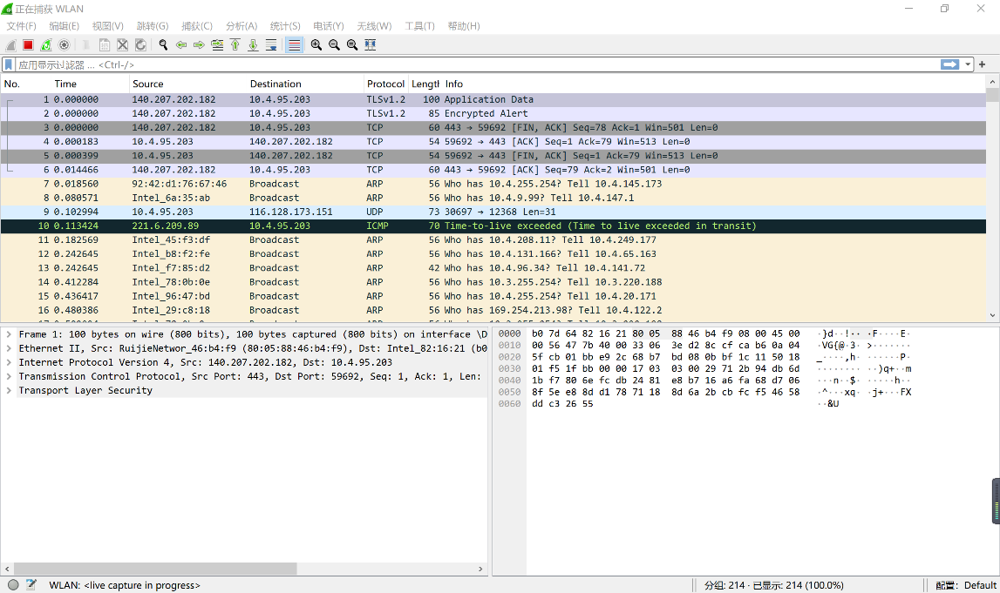 正在捕获 WLAN
文件(F) 编辑(E) 视图(V) 跳转(G) 捕获(C) 分析(A) 统计(S) 电话(Y) 无线(W) 工具(T) 帮助(H)
应用显示过滤器 … <Ctrl-/>
No. Time Source Destination Protocol Length Info
1 0.000000 140.207.202.182 10.4.95.203 TLSv1.2 100 Application Data
2 0.000000 140.207.202.182 10.4.95.203 TLSv1.2 85 Encrypted Alert
3 0.000000 140.207.202.182 10.4.95.203 TCP 60 443 → 59692 [FIN, ACK] Seq=78 Ack=1 Win=501 Len=0
4 0.000183 10.4.95.203 140.207.202.182 TCP 54 59692 → 443 [ACK] Seq=1 Ack=79 Win=513 Len=0
5 0.000399 10.4.95.203 140.207.202.182 TCP 54 59692 → 443 [FIN, ACK] Seq=1 Ack=79 Win=513 Len=0
6 0.014466 140.207.202.182 10.4.95.203 TCP 60 443 → 59692 [ACK] Seq=79 Ack=2 Win=501 Len=0
7 0.018560 92:42:d1:76:67:46 Broadcast ARP 56 Who has 10.4.255.254? Tell 10.4.145.173
8 0.080571 Intel_6a:35:ab Broadcast ARP 56 Who has 10.4.9.99? Tell 10.4.147.1
9 0.102994 10.4.95.203 116.128.173.151 UDP 73 30697 → 12368 Len=31
10 0.113424 221.6.209.89 10.4.95.203 ICMP 70 Time-to-live exceeded (Time to live exceeded in transit)
11 0.182569 Intel_45:f3:df Broadcast ARP 56 Who has 10.4.208.11? Tell 10.4.249.177
12 0.242645 Intel_b8:f2:fe Broadcast ARP 56 Who has 10.4.131.166? Tell 10.4.65.163
13 0.242645 Intel_f7:85:d2 Broadcast ARP 42 Who has 10.4.96.34? Tell 10.4.141.72
14 0.412284 Intel_78:0b:0e Broadcast ARP 56 Who has 10.3.255.254? Tell 10.3.220.188
15 0.436417 Intel_96:47:bd Broadcast ARP 56 Who has 10.4.255.254? Tell 10.4.20.171
16 0.480386 Intel_29:c8:18 Broadcast ARP 56 Who has 169.254.213.98? Tell 10.4.122.2
Frame 1: 100 bytes on wire (800 bits), 100 bytes captured (800 bits) on interface \D
Ethernet II, Src: RuijieNetwor_46:b4:f9 (80:05:88:46:b4:f9), Dst: Intel_82:16:21 (b0
Internet Protocol Version 4, Src: 140.207.202.182, Dst: 10.4.95.203
Transmission Control Protocol, Src Port: 443, Dst Port: 59692, Seq: 1, Ack: 1, Len:
Transport Layer Security
0000 b0 7d 64 82 16 21 80 05 88 46 b4 f9 08 00 45 00 ·}d··!·· ·F····E·
0010 00 56 47 7b 40 00 33 06 3e d2 8c cf ca b6 0a 04 ·VG{@·3· >·······
0020 5f cb 01 bb e9 2c 68 b7 bd 08 0b bf 1c 11 50 18 _····,h· ······P·
0030 01 f5 1f bb 00 00 17 03 03 00 29 71 2b 94 db 6d ········ ··)q+··m
0040 1b f7 80 6e fc db 24 81 e8 b7 16 a6 fa 68 d7 06 ···n··$· ·····h··
0050 8f 5e e8 8d d1 78 71 18 8d 6a 2b cb fc f5 46 58 ·^···xq· ·j+···FX
0060 dd c3 26 55 ··&U
WLAN: <live capture in progress>
分组: 214 · 已显示: 214 (100.0%)
配置: Default